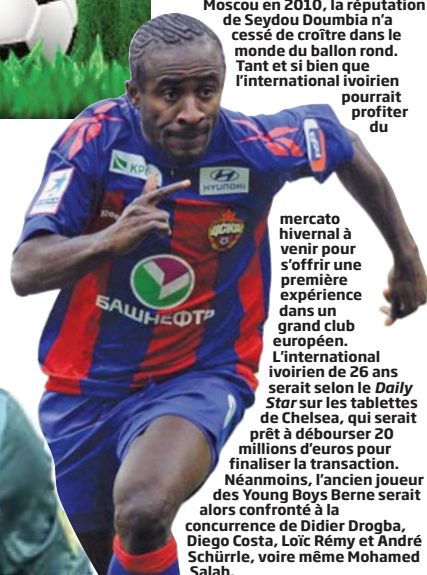 Moscou en 2010, la réputation
de Seydou Doumbia n'a
cessé de croître dans le
monde du ballon rond.
Tant et si bien que
l'international ivoirien
pourrait
profiter
du
mercato
hivernal à
venir pour
s'offrir une
première
expérience
dans un
grand club
européen.
L'international
ivoirien de 26 ans
serait selon le Daily
Star sur les tablettes
de Chelsea, qui serait
prêt à débourser 20
millions d'euros pour
finaliser la transaction.
Néanmoins, l'ancien joueur
des Young Boys Berne serait
alors confronté à la
concurrence de Didier Drogba,
Diego Costa, Loïc Rémy et André
Schürrle, voire même Mohamed
Salah.
HYUNDAI
ЦСКА
БАШНЕФТЬ